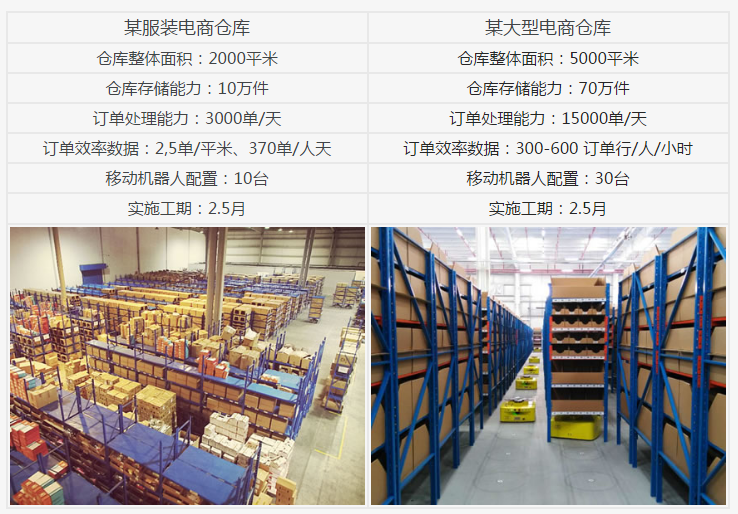 某服装电商仓库
某大型电商仓库
仓库整体面积：2000平米
仓库整体面积：5000平米
仓库存储能力：10万件
仓库存储能力：70万件
订单处理能力：3000单/天
订单处理能力：15000单/天
订单效率数据：2,5单/平米、370单/人天
订单效率数据：300-600 订单行/人/小时
移动机器人配置：10台
移动机器人配置：30台
实施工期：2.5月
实施工期：2.5月